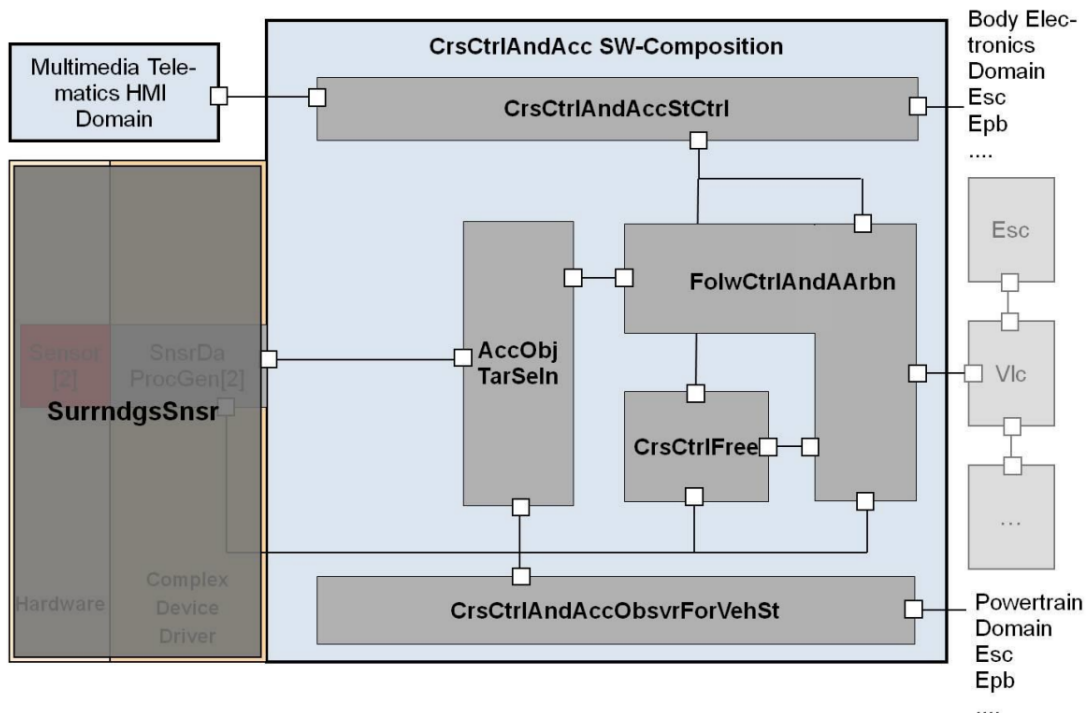 CrsCtrlAndAcc SW-Composition
Multimedia Tele-
matics HMI
Domain
CrsCtrlAndAccStCtrl
Body Elec-
tronics
Domain
Esc
Epb
....
Esc
FolwCtrlAndAArbn
AccObj
TarSeln
Sensor
[2]
SnsrDa
ProcGen[2]
SurrndgsSnsr
Vlc
CrsCtrlFree
...
Hardware
Complex
Device
Driver
CrsCtrlAndAccObsvrForVehSt
Powertrain
Domain
Esc
Epb
....